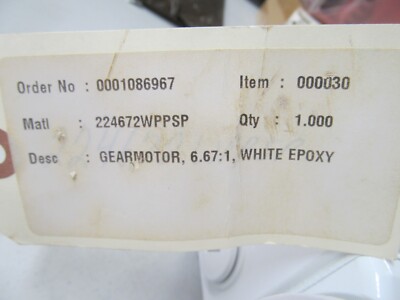 Order No : 0001086967 Item : 000030
Matl : 224672WPPSP Qty : 1.000
Desc : GEARMOTOR, 6.67:1, WHITE EPOXY